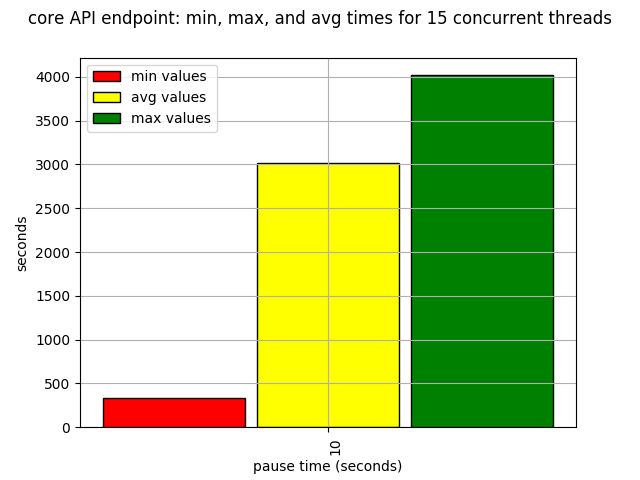 core API endpoint: min, max, and avg times for 15 concurrent threads
min values
avg values
max values
4000
3500
3000
2500
2000
1500
1000
500
0
seconds
10
pause time (seconds)